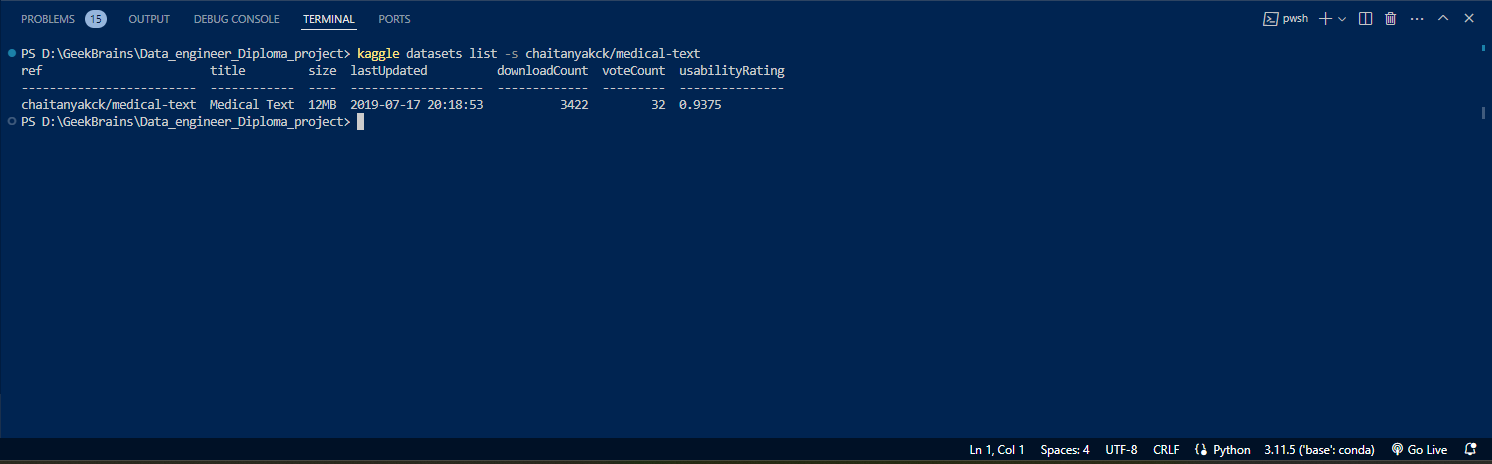 PROBLEMS 15 OUTPUT DEBUG CONSOLE TERMINAL PORTS pwsh
PS D:\GeekBrains\Data_engineer_Diploma_project> kaggle datasets list -s chaitanyakck/medical-text
ref title size lastUpdated downloadCount voteCount usabilityRating
------------------------- ------------ ---- ------------------- ------------- --------- ---------------
chaitanyakck/medical-text Medical Text 12MB 2019-07-17 20:18:53 3422 32 0.9375
PS D:\GeekBrains\Data_engineer_Diploma_project>
Ln 1, Col 1 Spaces: 4 UTF-8 CRLF Python 3.11.5 ('base': conda) Go Live